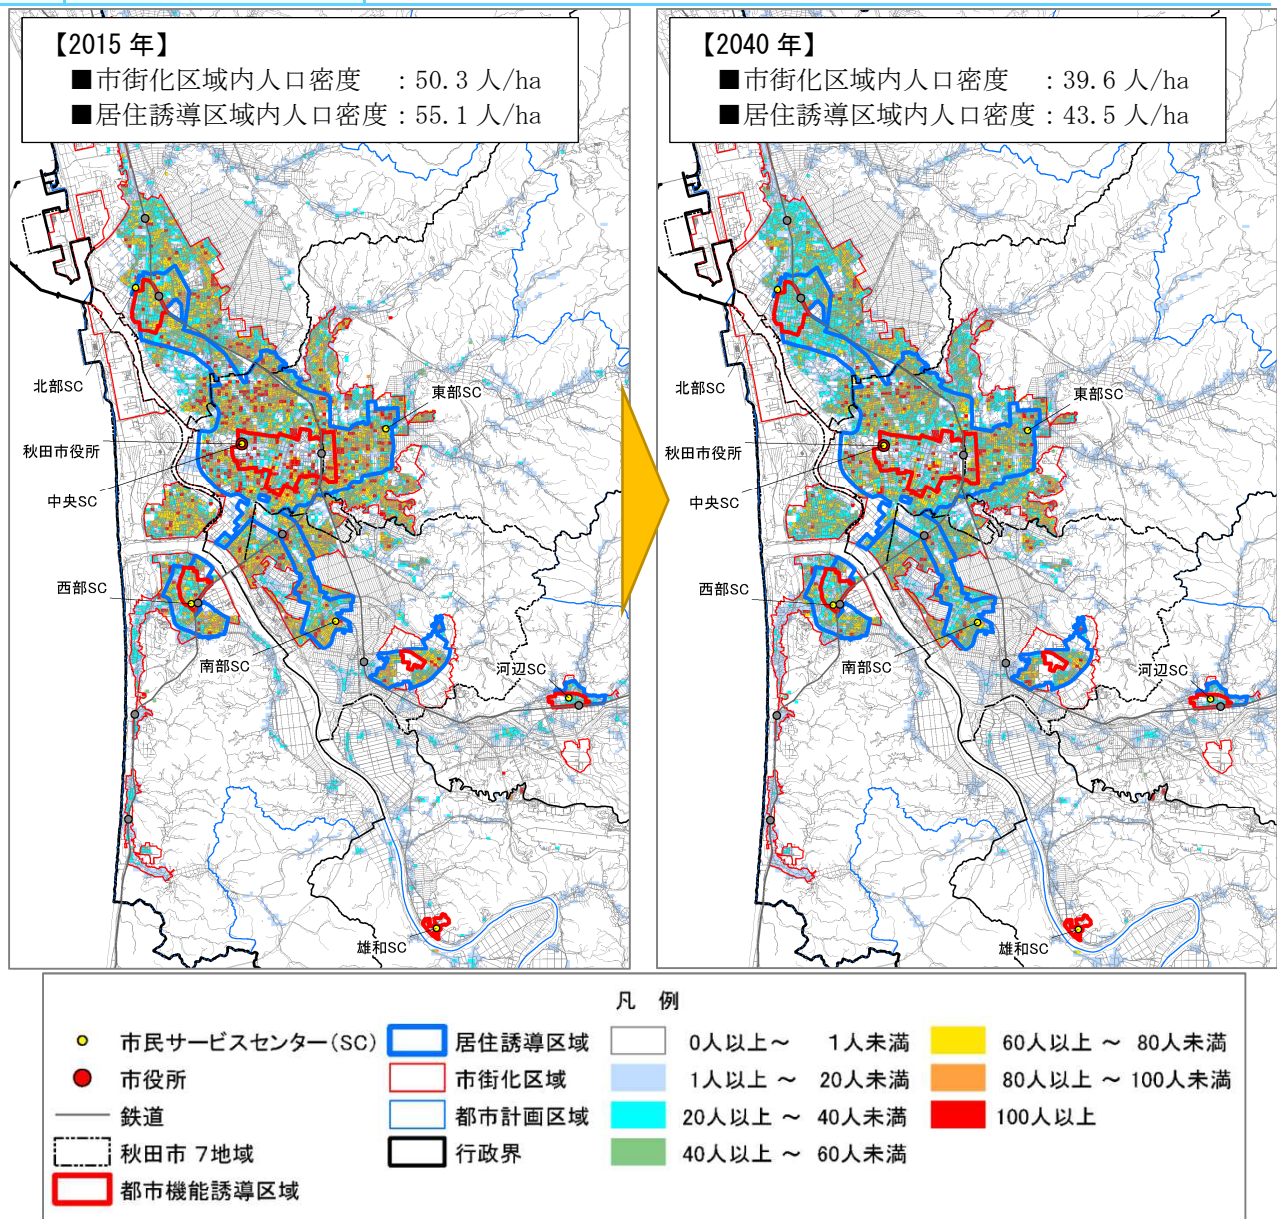 【2015 年】
■市街化区域内人口密度　：50.3 人/ha
■居住誘導区域内人口密度：55.1 人/ha
北部SC
東部SC
秋田市役所
中央SC
西部SC
南部SC
河辺SC
雄和SC
【2040 年】
■市街化区域内人口密度　：39.6 人/ha
■居住誘導区域内人口密度：43.5 人/ha
北部SC
東部SC
秋田市役所
中央SC
西部SC
南部SC
河辺SC
雄和SC
凡　例
市民サービスセンター(SC)
市役所
鉄道
秋田市 7地域
都市機能誘導区域
居住誘導区域
市街化区域
都市計画区域
行政界
0人以上～　1人未満
1人以上 ～ 20人未満
20人以上 ～ 40人未満
40人以上 ～ 60人未満
60人以上 ～ 80人未満
80人以上 ～ 100人未満
100人以上